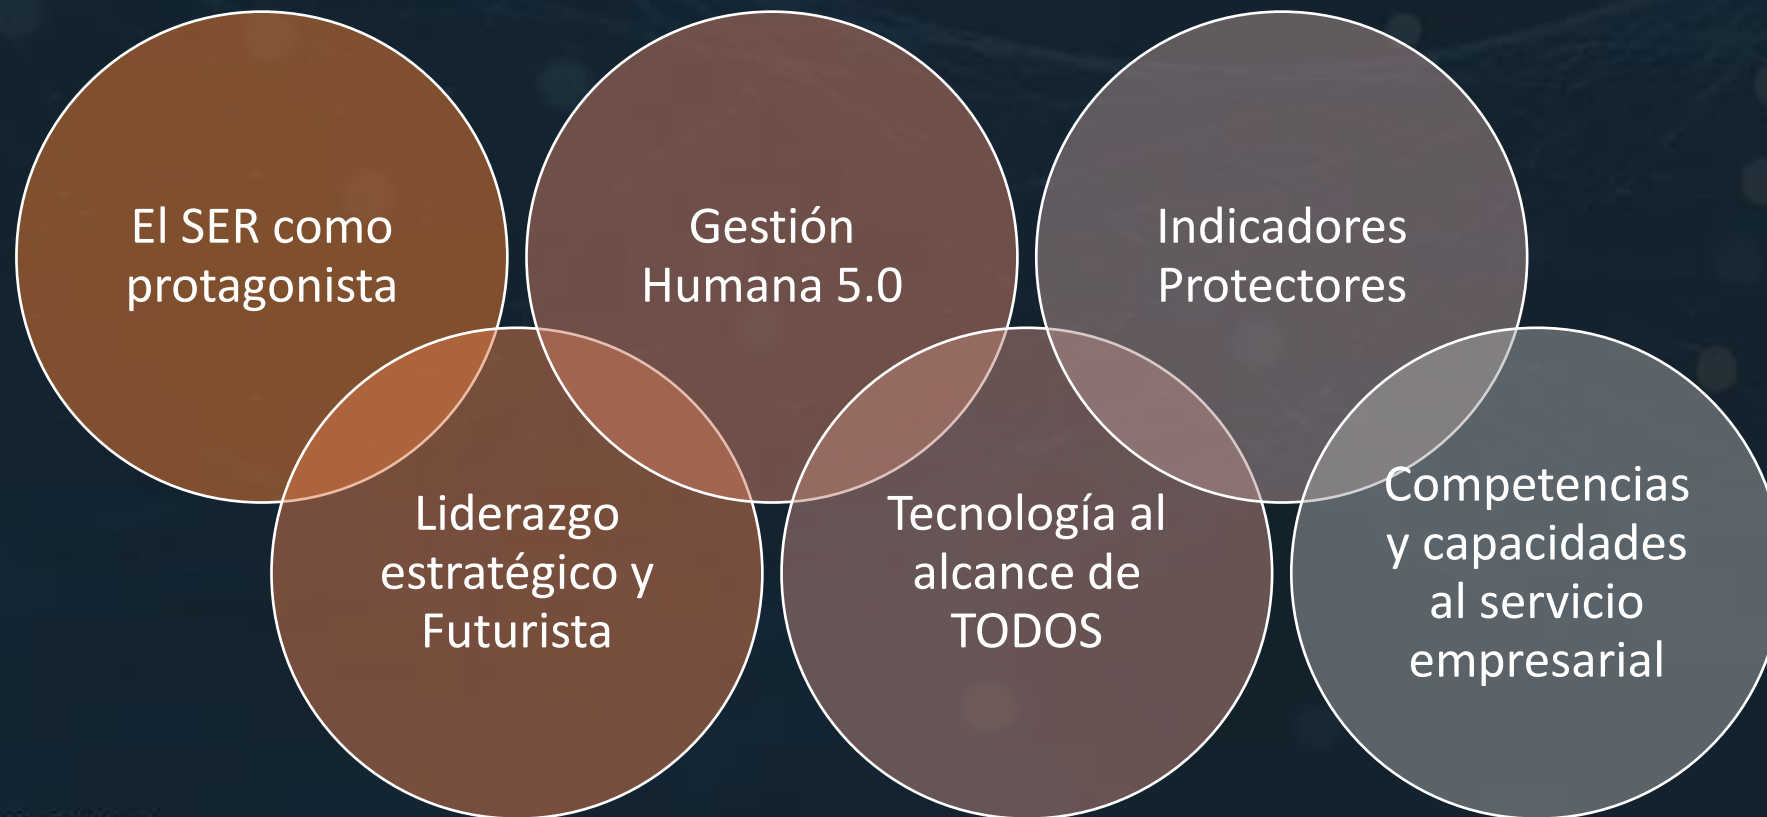 El SER como
protagonista
Liderazgo
estratégico y
Futurista
Gestión
Humana 5.0
Tecnología al
alcance de
TODOS
Indicadores
Protectores
Competencias
y capacidades
al servicio
empresarial